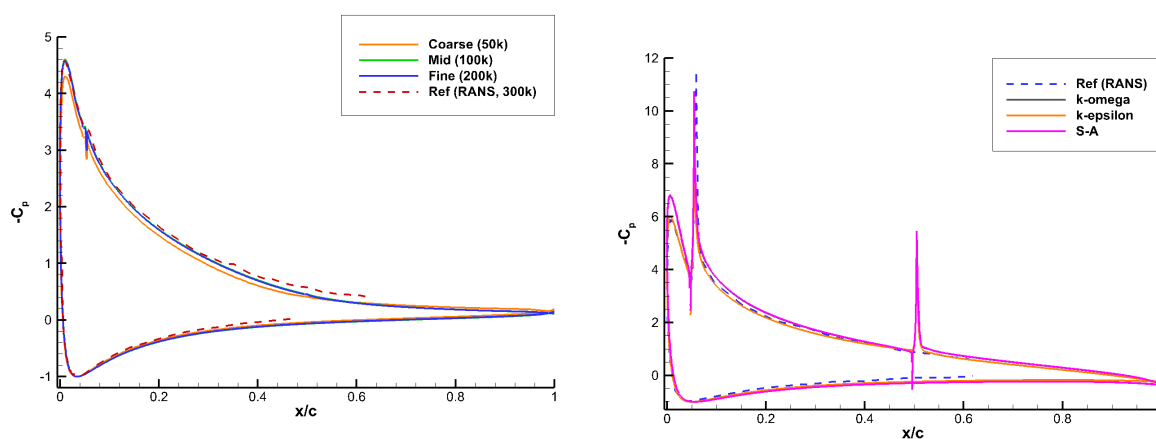 5
4
3
2
1
0
-1
-Cₚ
0
0.2
0.4
0.6
0.8
1
x/c
Coarse (50k)
Mid (100k)
Fine (200k)
Ref (RANS, 300k)
12
10
8
6
4
2
0
-Cₚ
0
0.2
0.4
0.6
0.8
x/c
Ref (RANS)
k-omega
k-epsilon
S-A